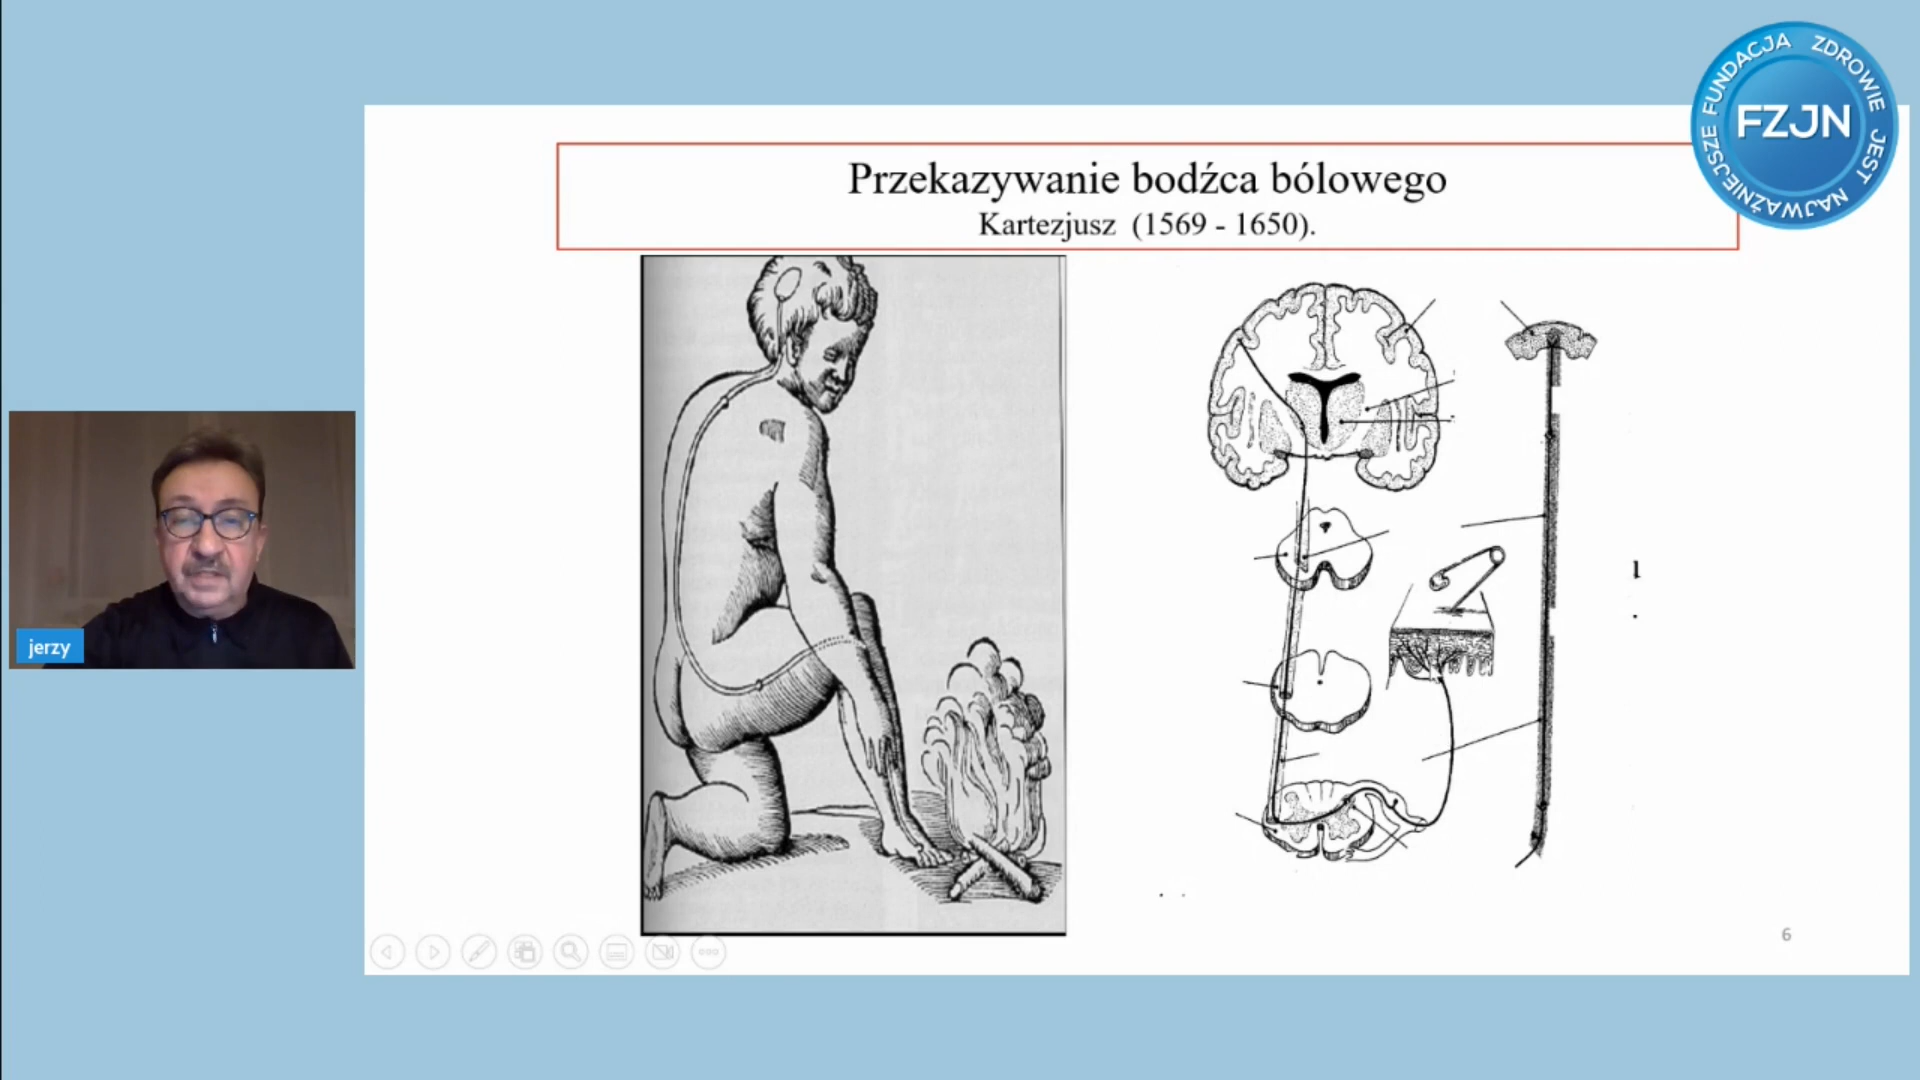 Przekazywanie bodźca bólowego
Kartezjusz (1569 - 1650).
FUNDACJA ZDROWIE JEST NAJWAŻNIEJSZE
FZJN
jerzy
6